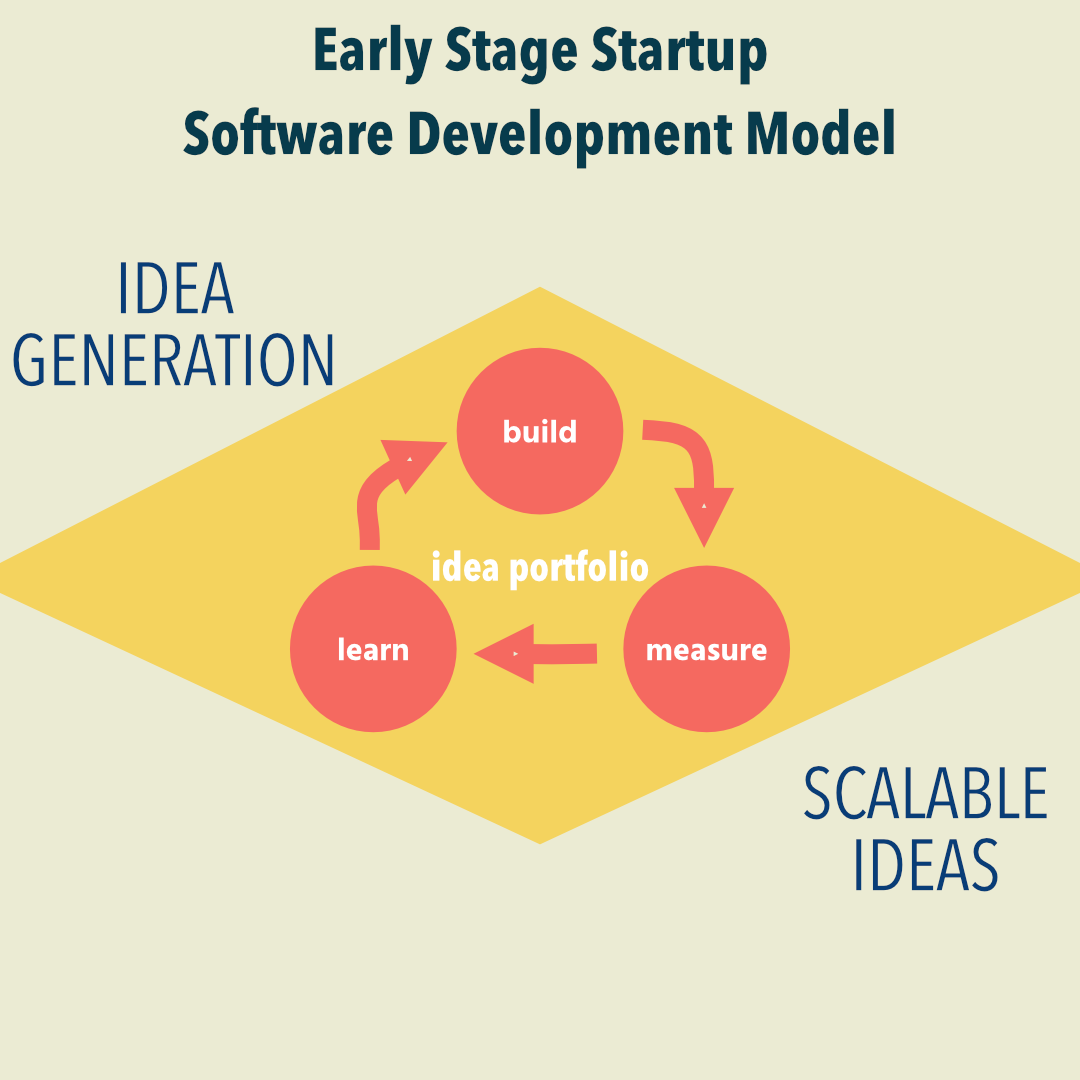 Early Stage Startup
Software Development Model
IDEA
GENERATION
build
idea portfolio
learn
measure
SCALABLE
IDEAS